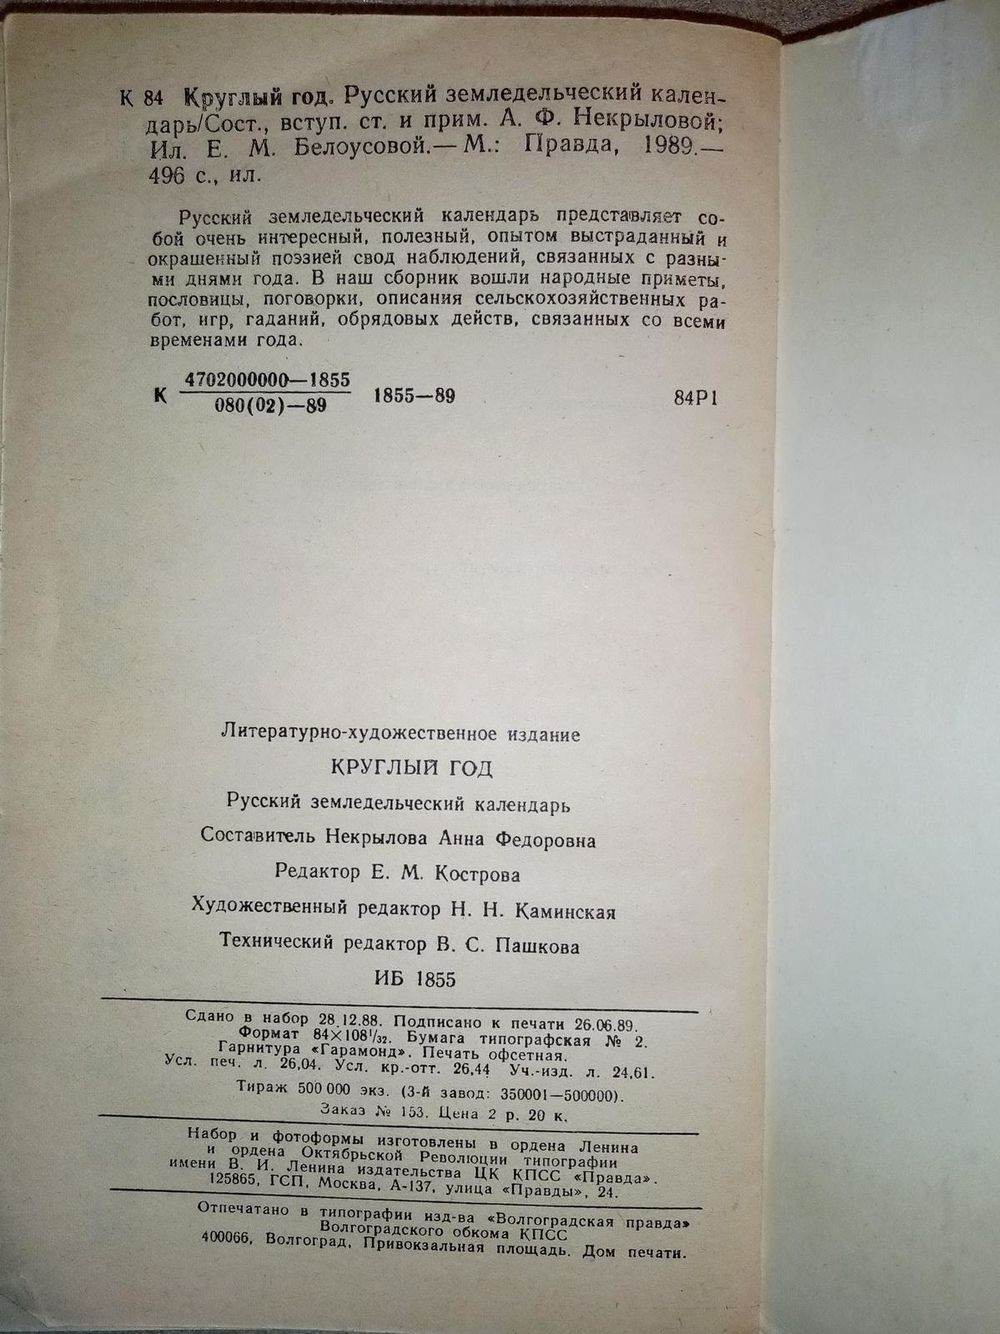 К 84 Круглый год. Русский земледельческий кален-
дарь/Сост., вступ. ст. и прим. А. Ф. Некрыловой;
Ил. Е. М. Белоусовой.— М.: Правда, 1989.—
496 с., ил.
Русский земледельческий календарь представляет со-
бой очень интересный, полезный, опытом выстраданный и
окрашенный поэзией свод наблюдений, связанных с разны-
ми днями года. В наш сборник вошли народные приметы,
пословицы, поговорки, описания сельскохозяйственных ра-
бот, игр, гаданий, обрядовых действ, связанных со всеми
временами года.
К 4702000000—1855
080(02)—89 1855—89 84Р1
Литературно-художественное издание
КРУГЛЫЙ ГОД
Русский земледельческий календарь
Составитель Некрылова Анна Федоровна
Редактор Е. М. Кострова
Художественный редактор Н. Н. Каминская
Технический редактор В. С. Пашкова
ИБ 1855
Сдано в набор 28.12.88. Подписано к печати 26.06.89.
Формат 84×108¹/₃₂. Бумага типографская № 2.
Гарнитура «Гарамонд». Печать офсетная.
Усл. печ. л. 26,04. Усл. кр.-отт. 26,44 Уч.-изд. л. 24,61.
Тираж 500 000 экз. (3-й завод: 350001—500000).
Заказ № 153. Цена 2 р. 20 к.
Набор и фотоформы изготовлены в ордена Ленина
и ордена Октябрьской Революции типографии
имени В. И. Ленина издательства ЦК КПСС «Правда».
125865, ГСП, Москва, А-137, улица «Правды», 24.
Отпечатано в типографии изд-ва «Волгоградская правда»
Волгоградского обкома КПСС
400066, Волгоград, Привокзальная площадь. Дом печати.